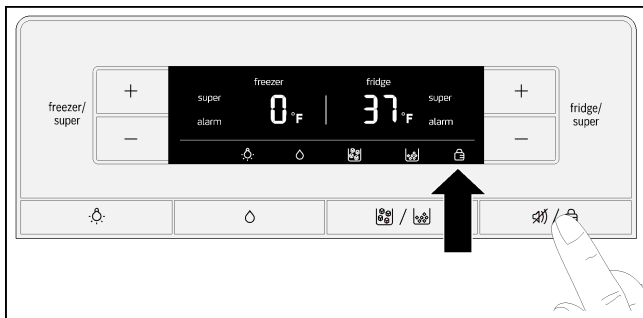 freezer/
super
+
−
freezer
fridge
super
super
0°F
37°F
alarm
alarm
+
−
fridge/
super
/
/